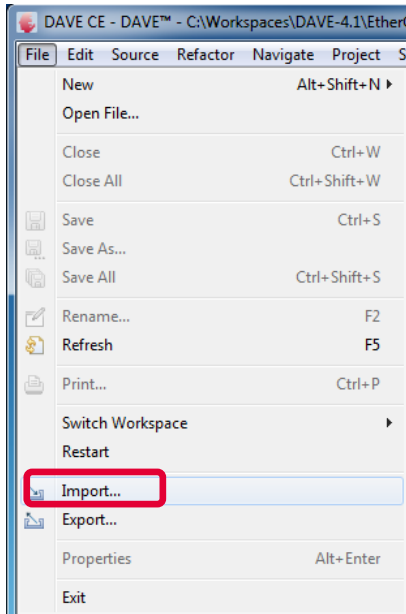 DAVE CE - DAVE™ - C:\Workspaces\DAVE-4.1\Ether
File Edit Source Refactor Navigate Project S
New Alt+Shift+N
Open File...
Close Ctrl+W
Close All Ctrl+Shift+W
Save Ctrl+S
Save As...
Save All Ctrl+Shift+S
Rename... F2
Refresh F5
Print... Ctrl+P
Switch Workspace
Restart
Import...
Export...
Properties Alt+Enter
Exit